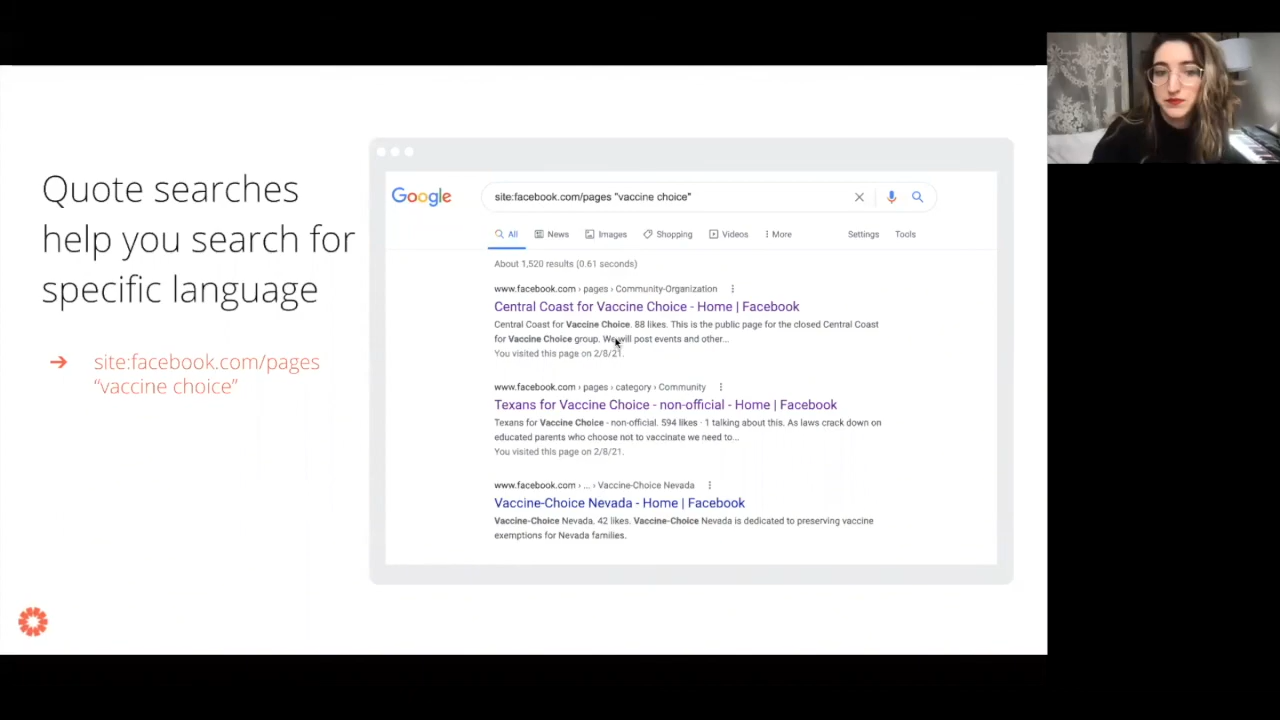 Quote searches
help you search for
specific language
➔ site:facebook.com/pages
“vaccine choice”
Google
site:facebook.com/pages "vaccine choice"
All News Images Shopping Videos More Settings Tools
About 1,520 results (0.61 seconds)
www.facebook.com › pages › Community-Organization
Central Coast for Vaccine Choice - Home | Facebook
Central Coast for Vaccine Choice. 88 likes. This is the public page for the closed Central Coast
for Vaccine Choice group. We will post events and other...
You visited this page on 2/8/21.
www.facebook.com › pages › category › Community
Texans for Vaccine Choice - non-official - Home | Facebook
Texans for Vaccine Choice - non-official. 594 likes · 1 talking about this. As laws crack down on
educated parents who choose not to vaccinate we need to...
You visited this page on 2/8/21.
www.facebook.com › ... › Vaccine-Choice Nevada
Vaccine-Choice Nevada - Home | Facebook
Vaccine-Choice Nevada. 42 likes. Vaccine-Choice Nevada is dedicated to preserving vaccine
exemptions for Nevada families.